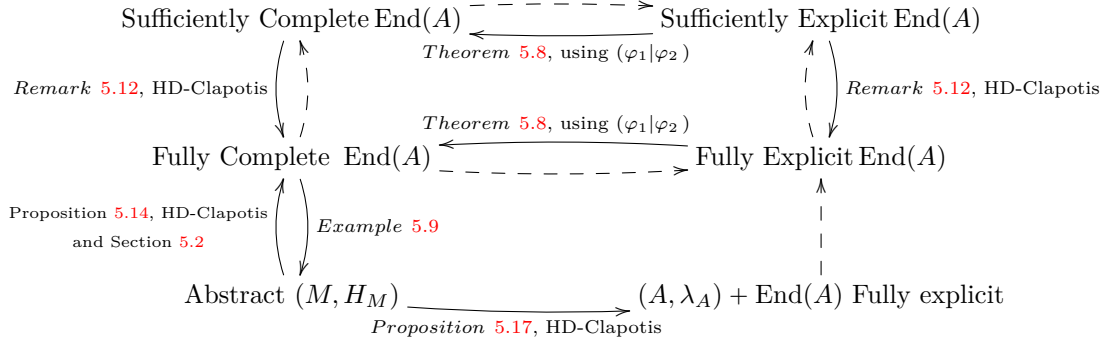 Sufficiently Complete End(A) Sufficiently Explicit End(A)
Theorem 5.8, using (φ₁|φ₂)
Remark 5.12, HD-Clapotis Remark 5.12, HD-Clapotis
Theorem 5.8, using (φ₁|φ₂)
Fully Complete End(A) Fully Explicit End(A)
Proposition 5.14, HD-Clapotis
and Section 5.2
Example 5.9
Abstract (M, H_M) (A, λ_A) + End(A) Fully explicit
Proposition 5.17, HD-Clapotis